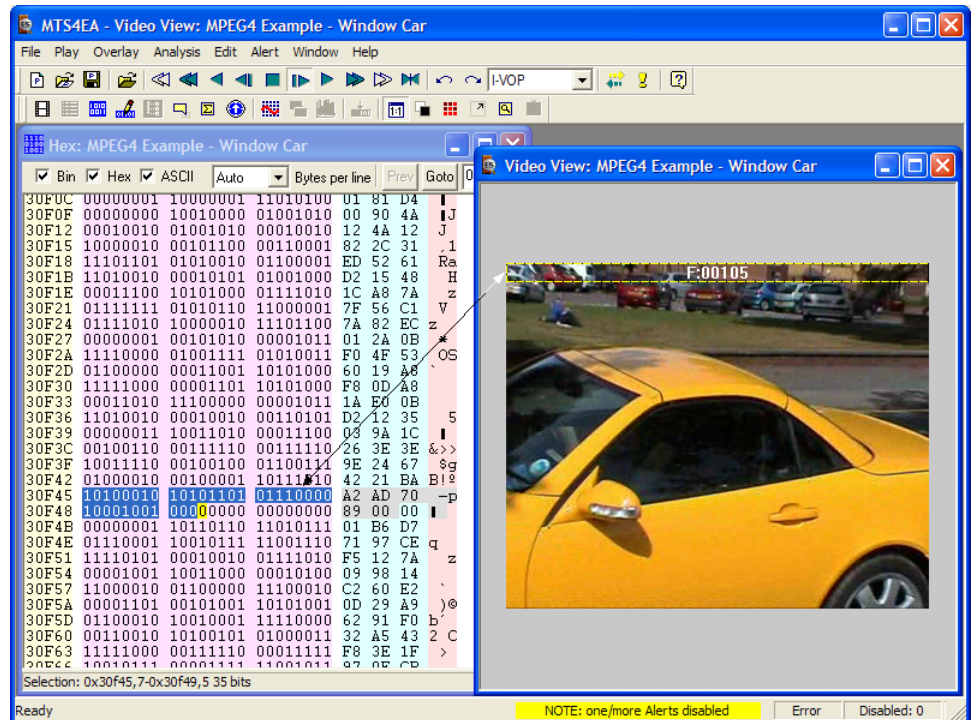 MTS4EA - Video View: MPEG4 Example - Window Car
File Play Overlay Analysis Edit Alert Window Help
I-VOP
Hex: MPEG4 Example - Window Car
Bin Hex ASCII Auto Bytes per line Prev Goto 0
30F0C 00000001 10000001 11010100 01 81 D4
30F0F 00000000 10010000 01001010 00 90 4A J
30F12 00010010 01001010 00010010 12 4A 12 J
30F15 10000010 00101100 00110001 82 2C 31 ,1
30F18 11101101 01010010 01100001 ED 52 61 Ra
30F1B 11010010 00010101 01001000 D2 15 48 H
30F1E 00011100 10101000 01111010 1C A8 7A z
30F21 01111111 01010110 11000001 7F 56 C1 V
30F24 01111010 10000010 11101100 7A 82 EC z
30F27 00000001 00101010 00001011 01 2A 0B *
30F2A 11110000 01001111 01010011 F0 4F 53 OS
30F2D 01100000 00011001 10101000 60 19 A8 `
30F30 11111000 00001101 10101000 F8 0D A8
30F33 00011010 11100000 00001011 1A E0 0B
30F36 11010010 00010010 00110101 D2 12 35 5
30F39 00000011 10011010 00011100 03 9A 1C
30F3C 00100110 00111110 00111110 26 3E 3E &>>
30F3F 10011110 00100100 01100111 9E 24 67 $g
30F42 01000010 00100001 10111010 42 21 BA B!º
30F45 10100010 10101101 01110000 A2 AD 70 -p
30F48 10001001 00000000 00000000 89 00 00
30F4B 00000001 10110110 11010111 01 B6 D7
30F4E 01110001 10010111 11001110 71 97 CE q
30F51 11110101 00010010 01111010 F5 12 7A z
30F54 00001001 10011000 00010100 09 98 14
30F57 11000010 01100000 11100010 C2 60 E2 `
30F5A 00001101 00101001 10101001 0D 29 A9 )©
30F5D 01100010 10010001 11110000 62 91 F0 b´
30F60 00110010 10100101 01000011 32 A5 43 2 C
30F63 11111000 00111110 00011111 F8 3E 1F >
Selection: 0x30f45,7-0x30f49,5 35 bits
Video View: MPEG4 Example - Window Car
F:00105
Ready NOTE: one/more Alerts disabled Error Disabled: 0